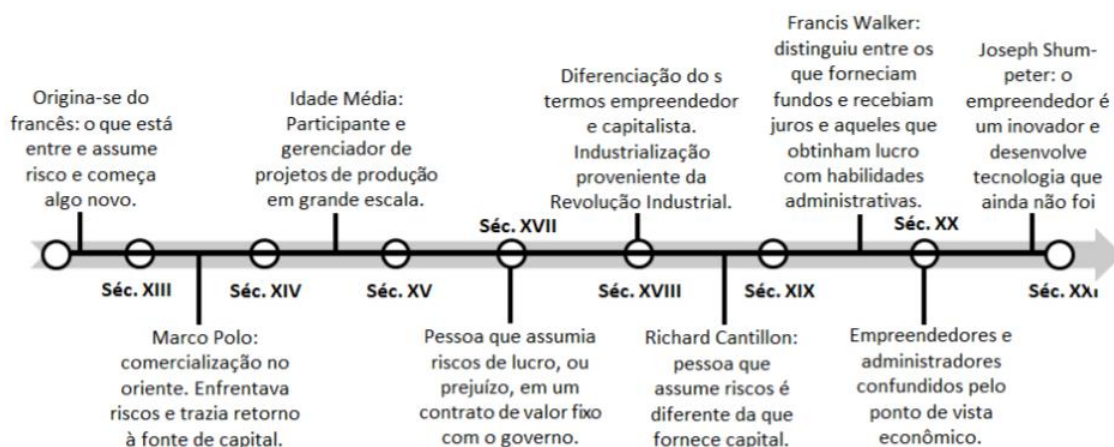 Origina-se do
francês: o que está
entre e assume
risco e começa
algo novo.
Idade Média:
Participante e
gerenciador de
projetos de produção
em grande escala.
Diferenciação do s
termos empreendedor
e capitalista.
Industrialização
proveniente da
Revolução Industrial.
Francis Walker:
distinguiu entre os
que forneciam
fundos e recebiam
juros e aqueles que
obtinham lucro
com habilidades
administrativas.
Joseph Shum-
peter: o
empreendedor é
um inovador e
desenvolve
tecnologia que
ainda não foi
Séc. XVII
Séc. XX
Séc. XIII
Séc. XIV
Séc. XV
Séc. XVIII
Séc. XIX
Séc. XXI
Marco Polo:
comercialização no
oriente. Enfrentava
riscos e trazia retorno
à fonte de capital.
Pessoa que assumia
riscos de lucro, ou
prejuízo, em um
contrato de valor fixo
com o governo.
Richard Cantillon:
pessoa que
assume riscos é
diferente da que
fornece capital.
Empreendedores e
administradores
confundidos pelo
ponto de vista
econômico.